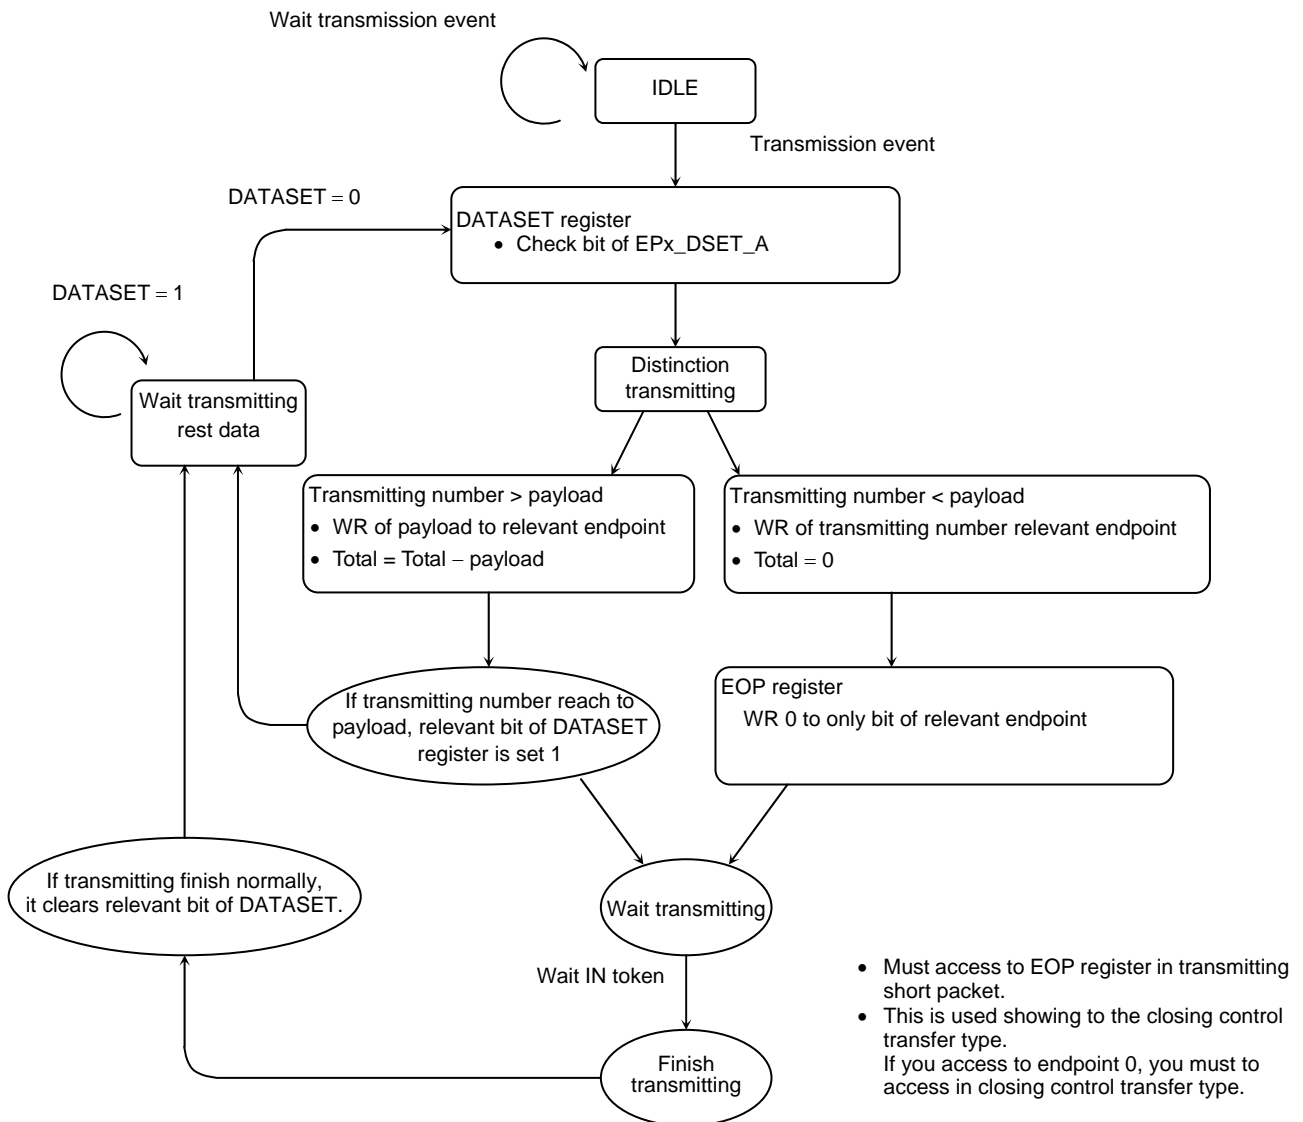 Wait transmission event
IDLE
Transmission event
DATASET = 0
DATASET register
• Check bit of EPx_DSET_A
DATASET = 1
Distinction
transmitting
Wait transmitting
rest data
Transmitting number > payload
• WR of payload to relevant endpoint
• Total = Total − payload
Transmitting number < payload
• WR of transmitting number relevant endpoint
• Total = 0
If transmitting number reach to
payload, relevant bit of DATASET
register is set 1
EOP register
WR 0 to only bit of relevant endpoint
If transmitting finish normally,
it clears relevant bit of DATASET.
Wait transmitting
Wait IN token
Finish
transmitting
• Must access to EOP register in transmitting
short packet.
• This is used showing to the closing control
transfer type.
If you access to endpoint 0, you must to
access in closing control transfer type.